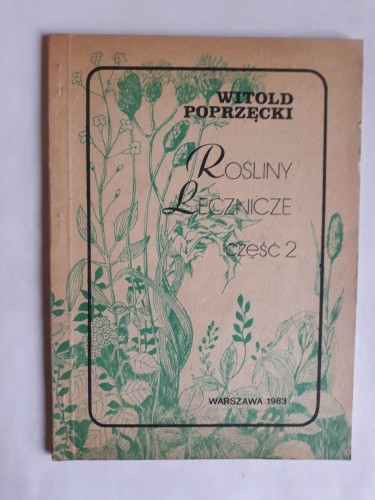 WITOLD
POPRZĘCKI
ROŚLINY
LECZNICZE
CZĘŚĆ 2
WARSZAWA 1983